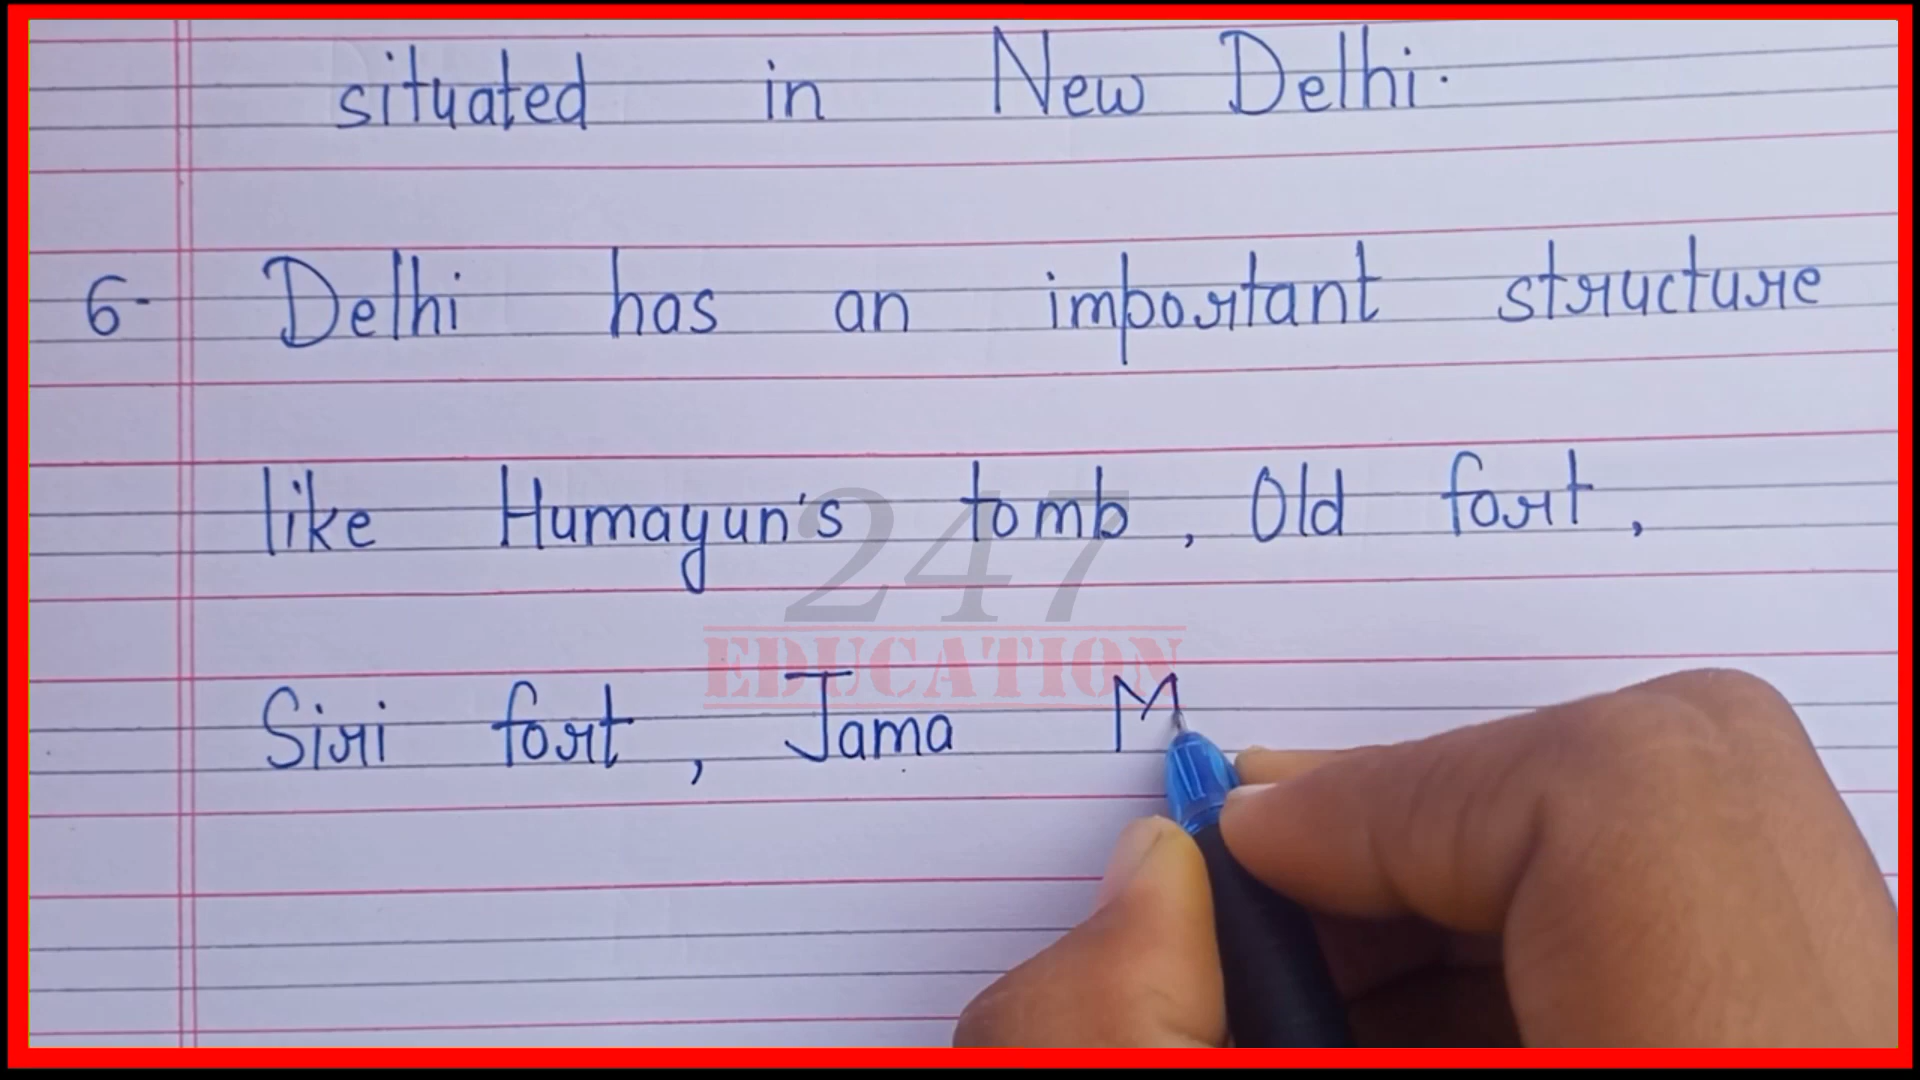 situated in New Delhi.
6- Delhi has an important structure
like Humayun's tomb, Old fort,
247
EDUCATION
Siri fort, Jama M